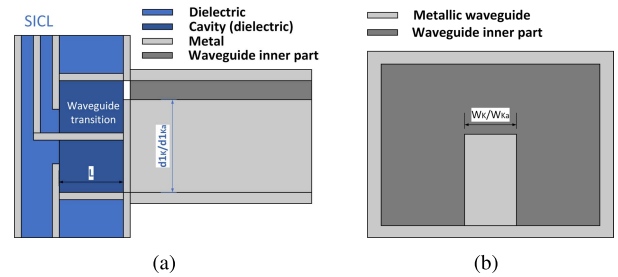 SICL
Dielectric
Cavity (dielectric)
Metal
Waveguide inner part
Waveguide
transition
L
d1K/d1Ka
(a)
Metallic waveguide
Waveguide inner part
WK/WKa
(b)